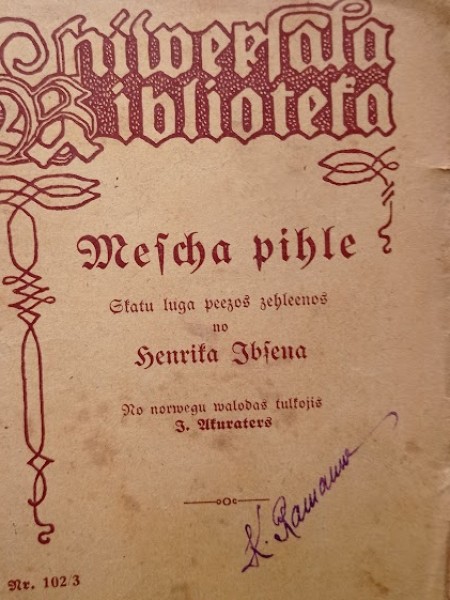 Uniwersala
Biblioteka
Mescha pihle
Skatu luga peezos zehleenos
no
Henrika Ibsena
No norwegu walodas tulkojis
J. Akuraters
K. Ramanne
Nr. 102 3